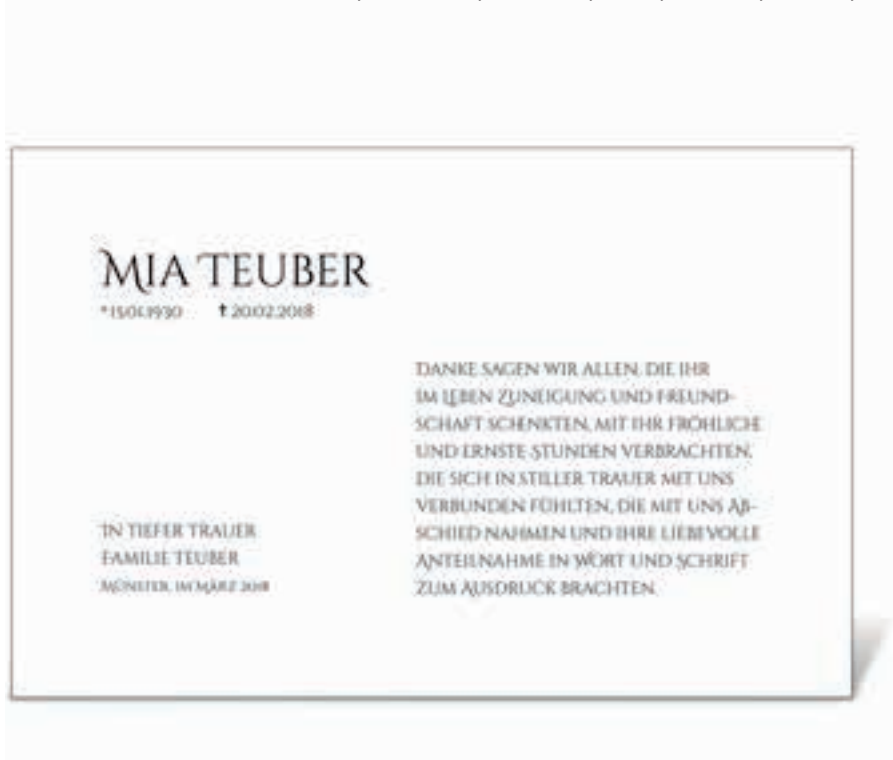 Mia Teuber
*15.01.1930 †20.02.2018
Danke sagen wir allen, die ihr
im Leben Zuneigung und Freund-
schaft schenkten, mit ihr fröhliche
und ernste Stunden verbrachten,
die sich in stiller Trauer mit uns
verbunden fühlten, die mit uns Ab-
schied nahmen und ihre liebevolle
Anteilnahme in Wort und Schrift
zum Ausdruck brachten.
In tiefer Trauer
Familie Teuber
Münster, im März 2018